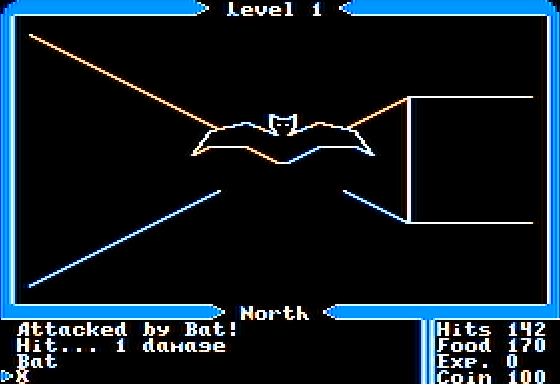 Level 1
North
Attacked by Bat!
Hit... 1 damage
Bat
X
Hits 142
Food 170
Exp. 0
Coin 100